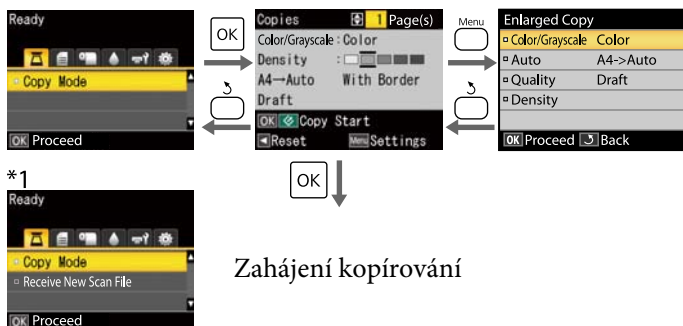 Ready
Copy Mode
OK Proceed
OK
Copies 1 Page(s)
Color/Grayscale : Color
Density :
A4→Auto With Border
Draft
OK Copy Start
Reset Menu Settings
Menu
Enlarged Copy
Color/Grayscale Color
Auto A4->Auto
Quality Draft
Density
OK Proceed Back
*1
Ready
Copy Mode
Receive New Scan File
OK Proceed
OK
Zahájení kopírování